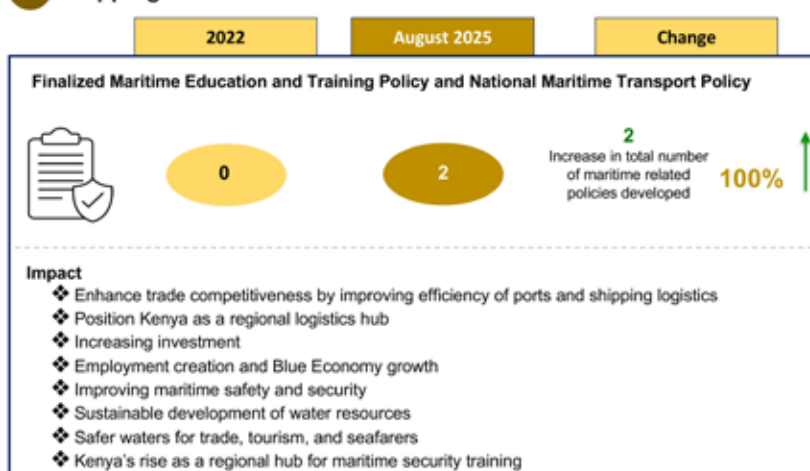 2022
August 2025
Change
Finalized Maritime Education and Training Policy and National Maritime Transport Policy
0
2
2
Increase in total number
of maritime related
policies developed
100%
Impact
❖ Enhance trade competitiveness by improving efficiency of ports and shipping logistics
❖ Position Kenya as a regional logistics hub
❖ Increasing investment
❖ Employment creation and Blue Economy growth
❖ Improving maritime safety and security
❖ Sustainable development of water resources
❖ Safer waters for trade, tourism, and seafarers
❖ Kenya's rise as a regional hub for maritime security training